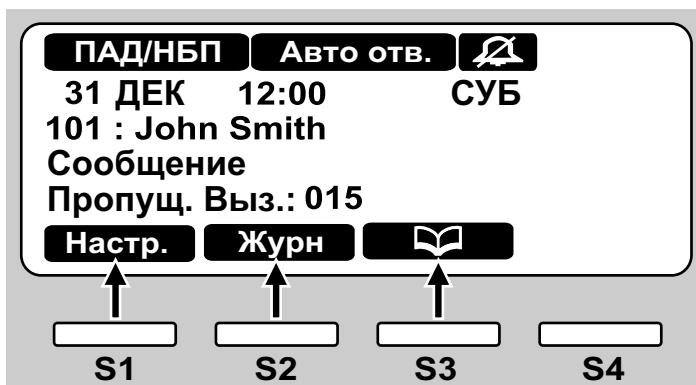 ПАД/НБП Авто отв.
31 ДЕК 12:00 СУБ
101 : John Smith
Сообщение
Пропущ. Выз.: 015
Настр. Журн
S1 S2 S3 S4